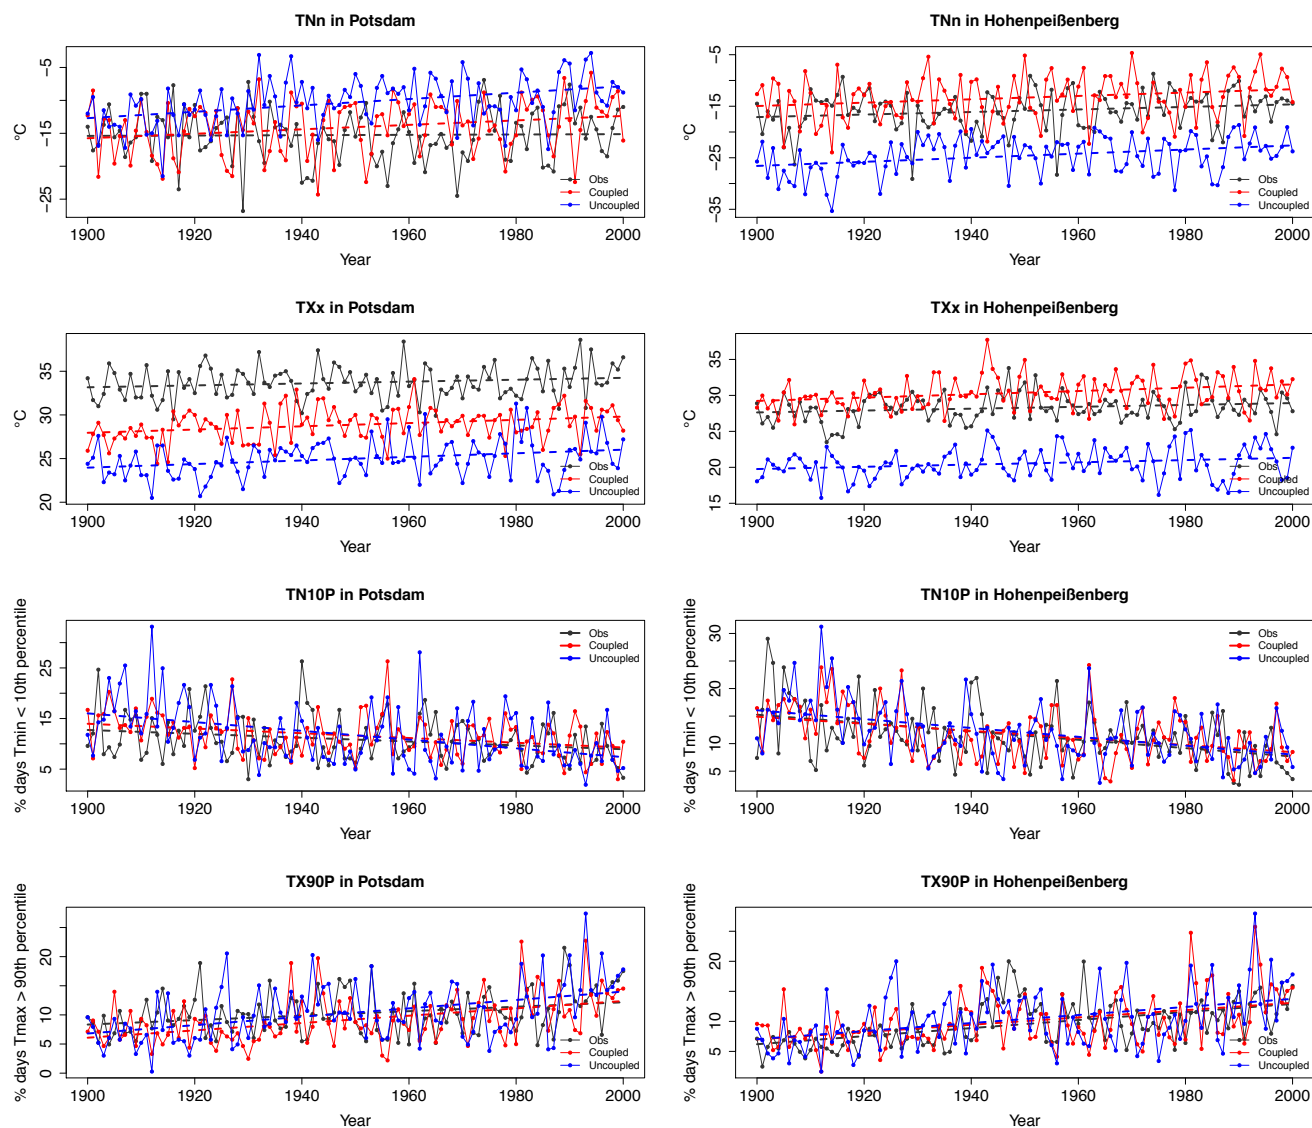 TNn in Potsdam
°C
−5
−15
−25
1900 1920 1940 1960 1980 2000
Year
Obs
Coupled
Uncoupled
TNn in Hohenpeißenberg
°C
−5
−15
−25
−35
1900 1920 1940 1960 1980 2000
Year
Obs
Coupled
Uncoupled
TXx in Potsdam
°C
35
30
25
20
1900 1920 1940 1960 1980 2000
Year
Obs
Coupled
Uncoupled
TXx in Hohenpeißenberg
°C
35
30
25
20
15
1900 1920 1940 1960 1980 2000
Year
Obs
Coupled
Uncoupled
TN10P in Potsdam
% days Tmin < 10th percentile
25
15
5
1900 1920 1940 1960 1980 2000
Year
Obs
Coupled
Uncoupled
TN10P in Hohenpeißenberg
% days Tmin < 10th percentile
30
20
10
5
1900 1920 1940 1960 1980 2000
Year
Obs
Coupled
Uncoupled
TX90P in Potsdam
% days Tmax > 90th percentile
20
10
5
0
1900 1920 1940 1960 1980 2000
Year
Obs
Coupled
Uncoupled
TX90P in Hohenpeißenberg
% days Tmax > 90th percentile
20
10
5
1900 1920 1940 1960 1980 2000
Year
Obs
Coupled
Uncoupled